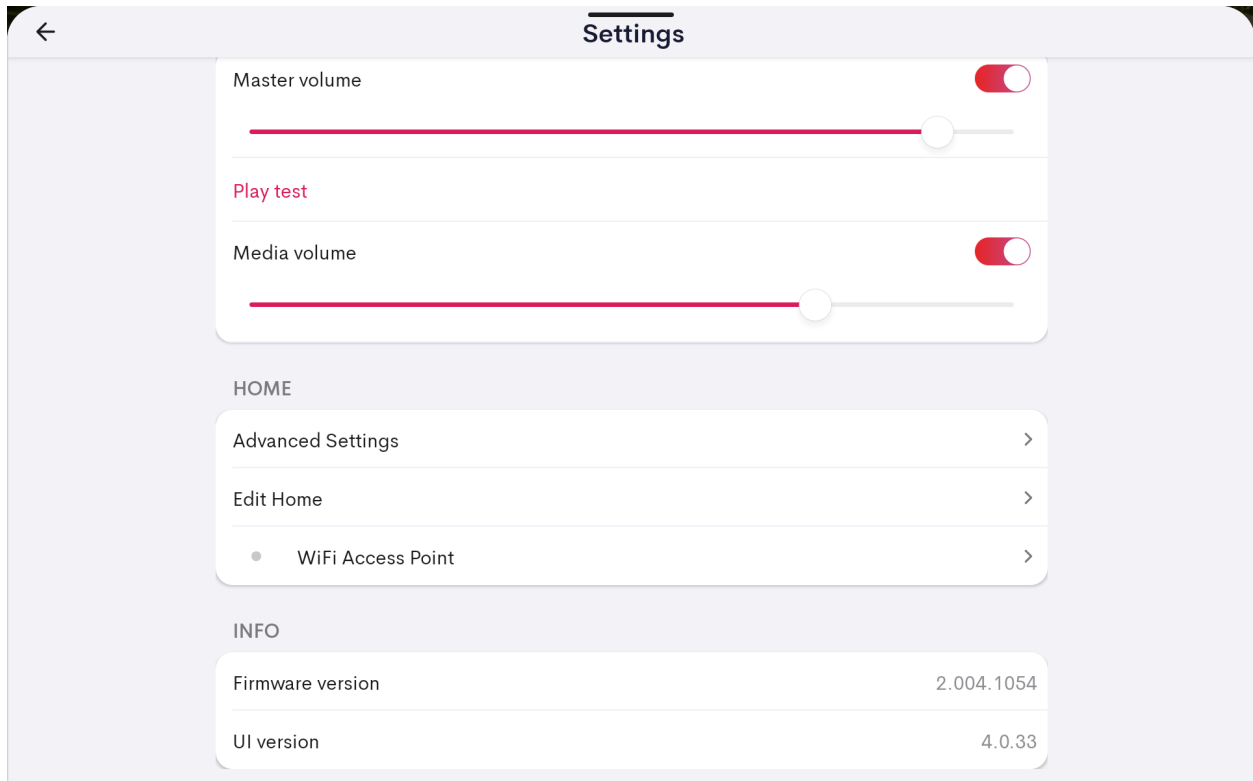 Settings
Master volume
Play test
Media volume
HOME
Advanced Settings
Edit Home
WiFi Access Point
INFO
Firmware version 2.004.1054
UI version 4.0.33